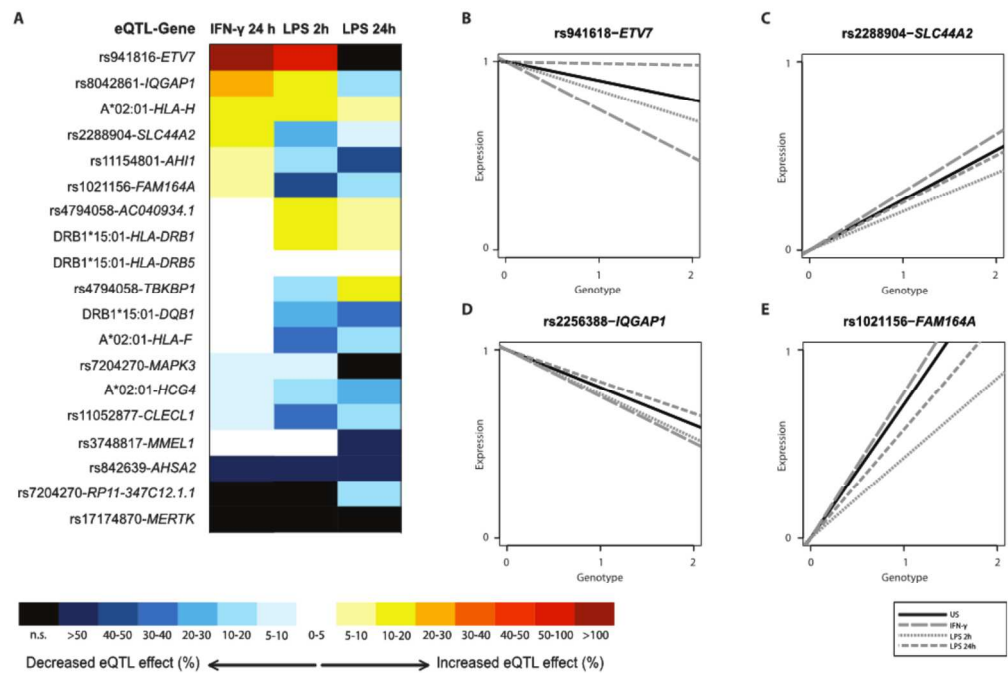 A
eQTL-Gene IFN-γ 24 h LPS 2h LPS 24h
rs941816-ETV7
rs8042861-IQGAP1
A*02:01-HLA-H
rs2288904-SLC44A2
rs11154801-AHI1
rs1021156-FAM164A
rs4794058-AC040934.1
DRB1*15:01-HLA-DRB1
DRB1*15:01-HLA-DRB5
rs4794058-TBKBP1
DRB1*15:01-DQB1
A*02:01-HLA-F
rs7204270-MAPK3
A*02:01-HCG4
rs11052877-CLECL1
rs3748817-MMEL1
rs842639-AHSA2
rs7204270-RP11-347C12.1.1
rs17174870-MERTK
n.s. >50 40-50 30-40 20-30 10-20 5-10 0-5 5-10 10-20 20-30 30-40 40-50 50-100 >100
Decreased eQTL effect (%) Increased eQTL effect (%)
B
rs941618–ETV7
Expression
1
0
0 1 2
Genotype
C
rs2288904–SLC44A2
Expression
1
0
0 1 2
Genotype
D
rs2256388–IQGAP1
Expression
1
0
0 1 2
Genotype
E
rs1021156–FAM164A
Expression
1
0
0 1 2
Genotype
US
IFN-γ
LPS 2h
LPS 24h